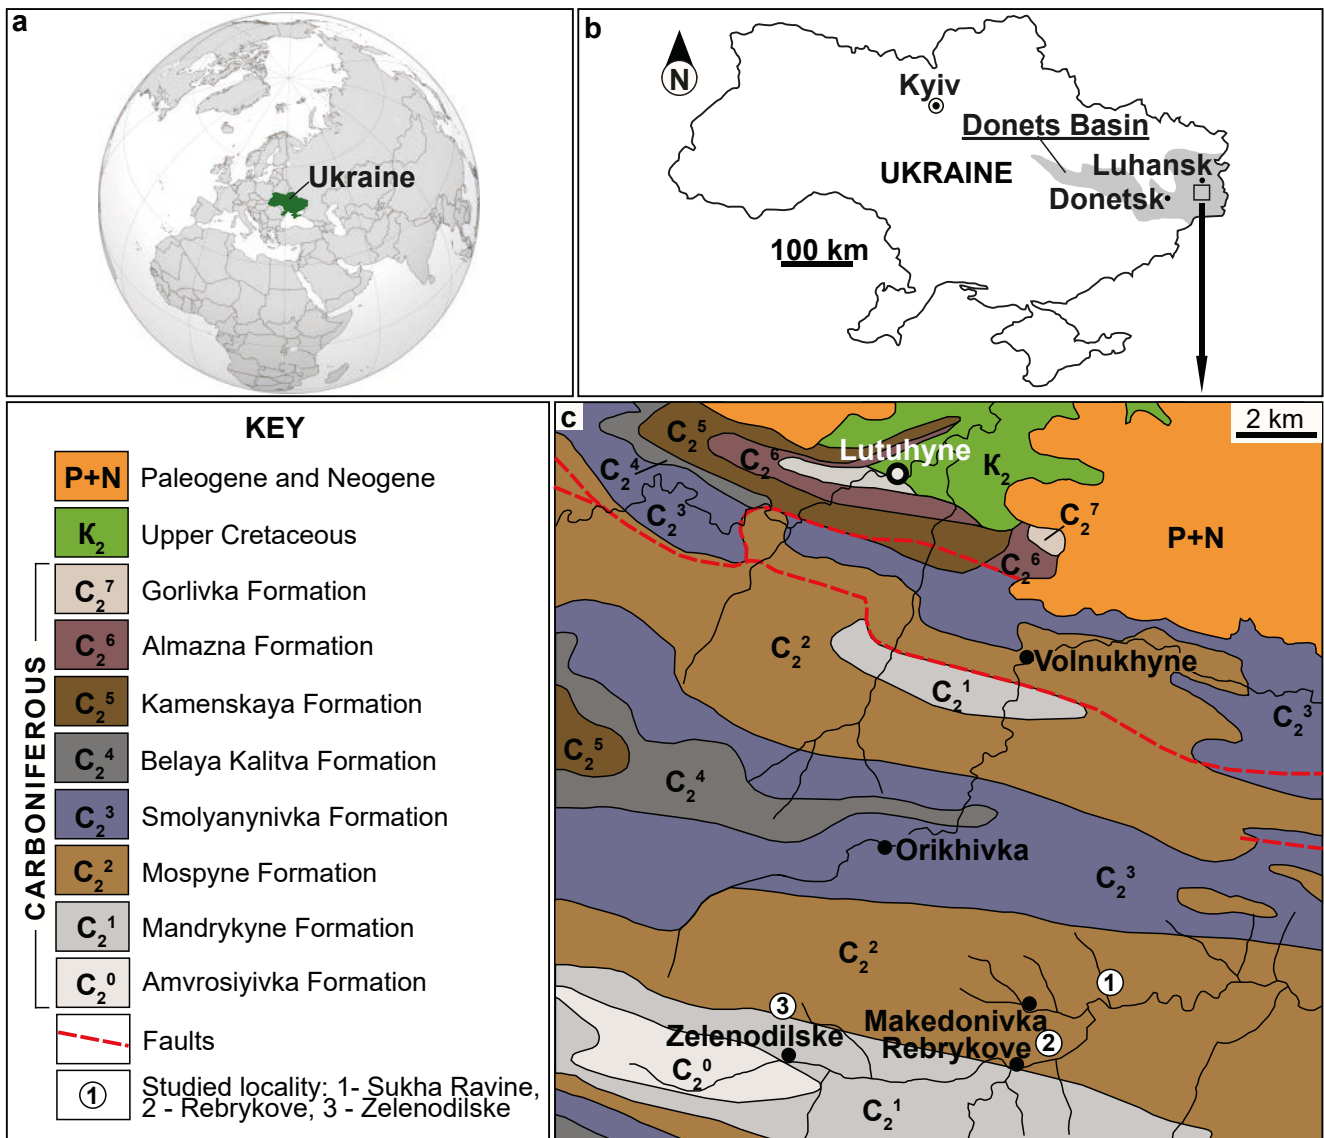 a
Ukraine
b
N
Kyiv
Donets Basin
UKRAINE
Luhansk
Donetsk
100 km
KEY
P+N Paleogene and Neogene
K₂ Upper Cretaceous
CARBONIFEROUS
C₂⁷ Gorlivka Formation
C₂⁶ Almazna Formation
C₂⁵ Kamenskaya Formation
C₂⁴ Belaya Kalitva Formation
C₂³ Smolyanynivka Formation
C₂² Mospyne Formation
C₂¹ Mandrykyne Formation
C₂⁰ Amvrosiyivka Formation
Faults
1 Studied locality: 1- Sukha Ravine,
2 - Rebrykove, 3 - Zelenodilske
c
2 km
C₂⁵
Lutuhyne
C₂⁶
K₂
C₂⁴
C₂³
C₂⁷
P+N
C₂⁶
C₂²
Volnukhyne
C₂¹
C₂³
C₂⁵
C₂⁴
Orikhivka
C₂³
C₂²
1
3
Makedonivka
Zelenodilske
Rebrykove
2
C₂⁰
C₂¹